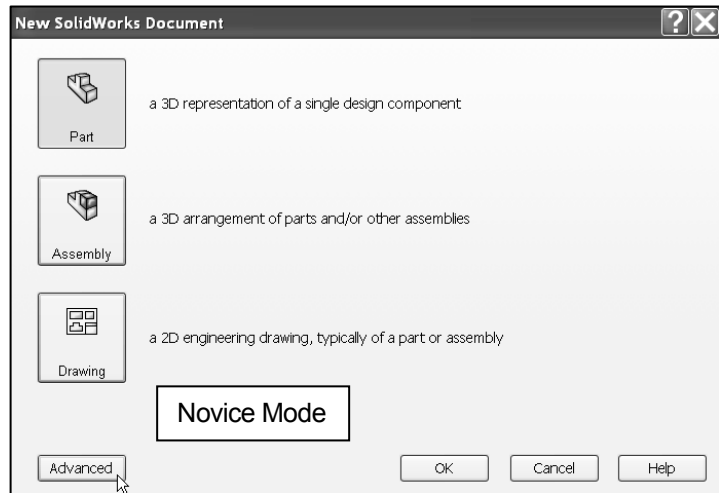 New SolidWorks Document
Part
a 3D representation of a single design component
Assembly
a 3D arrangement of parts and/or other assemblies
Drawing
a 2D engineering drawing, typically of a part or assembly
Novice Mode
Advanced
OK
Cancel
Help